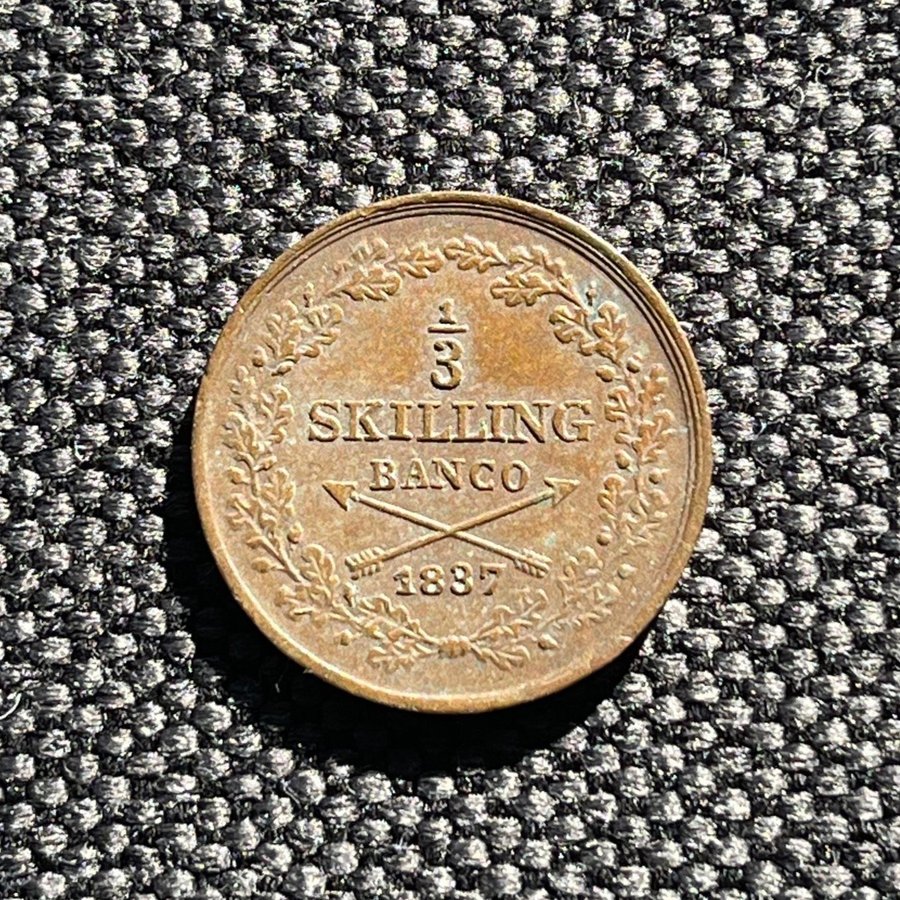 1/3
SKILLING
BANCO
1837